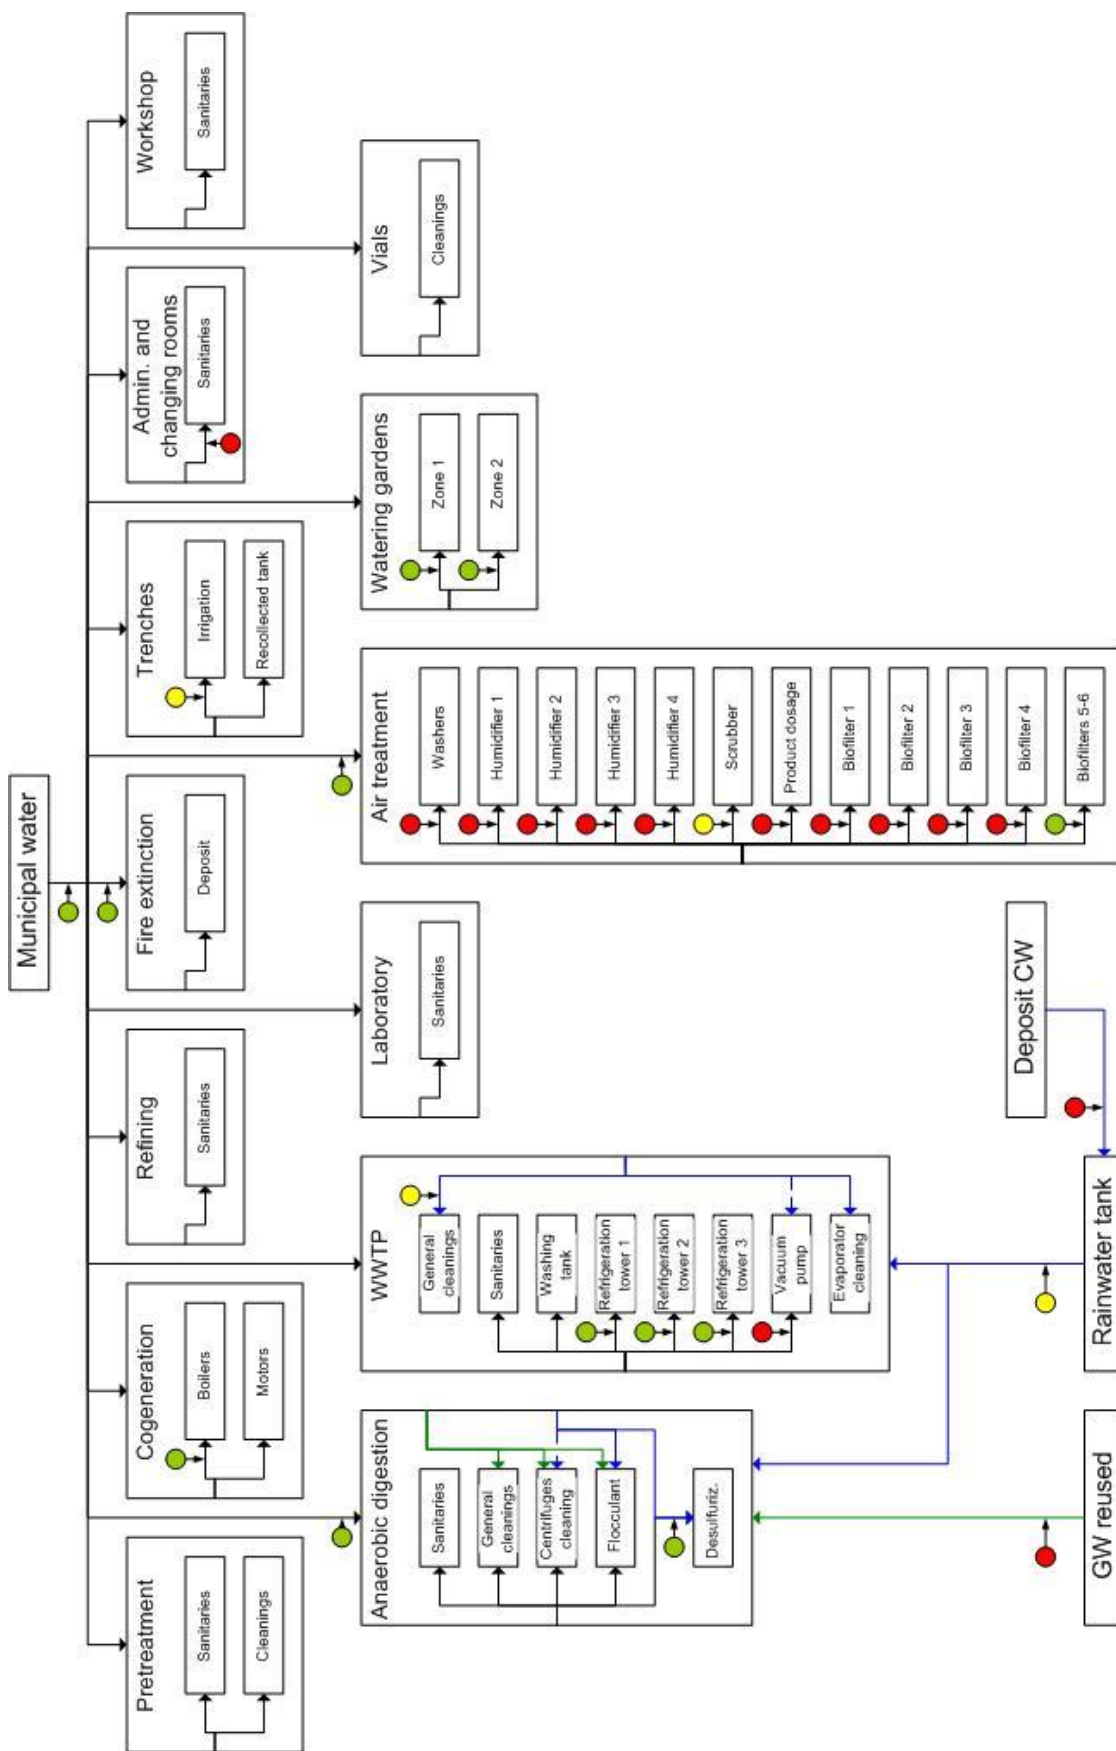 Municipal water
Pretreatment
Sanitaries
Cleanings
Cogeneration
Boilers
Motors
Refining
Sanitaries
Fire extinction
Deposit
Trenches
Irrigation
Recollected tank
Admin. and
changing rooms
Sanitaries
Workshop
Sanitaries
Anaerobic digestion
Sanitaries
General
cleanings
Centrifuges
cleaning
Flocculant
Desulfuriz.
WWTP
General
cleanings
Sanitaries
Washing
tank
Refrigeration
tower 1
Refrigeration
tower 2
Refrigeration
tower 3
Vacuum
pump
Evaporator
cleaning
Laboratory
Sanitaries
Air treatment
Washers
Humidifier 1
Humidifier 2
Humidifier 3
Humidifier 4
Scrubber
Product dosage
Biofilter 1
Biofilter 2
Biofilter 3
Biofilter 4
Biofilters 5-6
Watering gardens
Zone 1
Zone 2
Vials
Cleanings
Deposit CW
GW reused
Rainwater tank